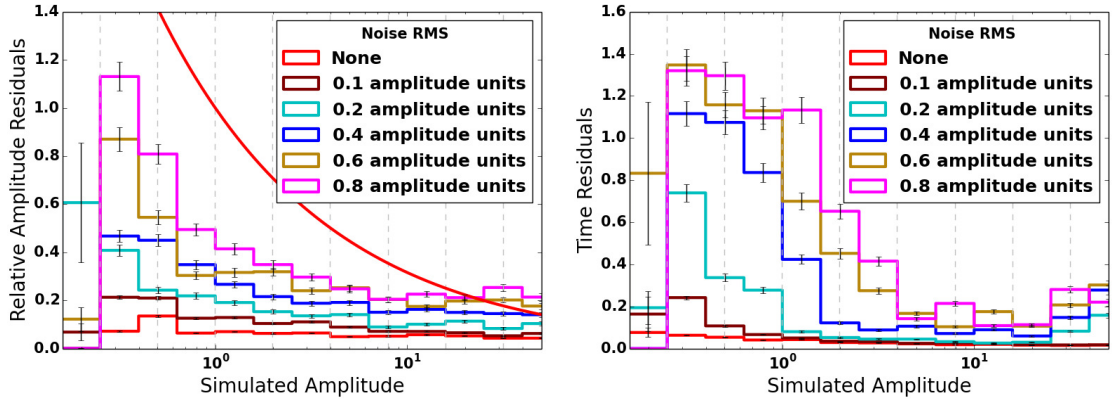 1.4
1.2
1.0
0.8
0.6
0.4
0.2
0.0
Relative Amplitude Residuals
10⁰
10¹
Simulated Amplitude
Noise RMS
None
0.1 amplitude units
0.2 amplitude units
0.4 amplitude units
0.6 amplitude units
0.8 amplitude units
1.6
1.4
1.2
1.0
0.8
0.6
0.4
0.2
0.0
Time Residuals
10⁰
10¹
Simulated Amplitude
Noise RMS
None
0.1 amplitude units
0.2 amplitude units
0.4 amplitude units
0.6 amplitude units
0.8 amplitude units